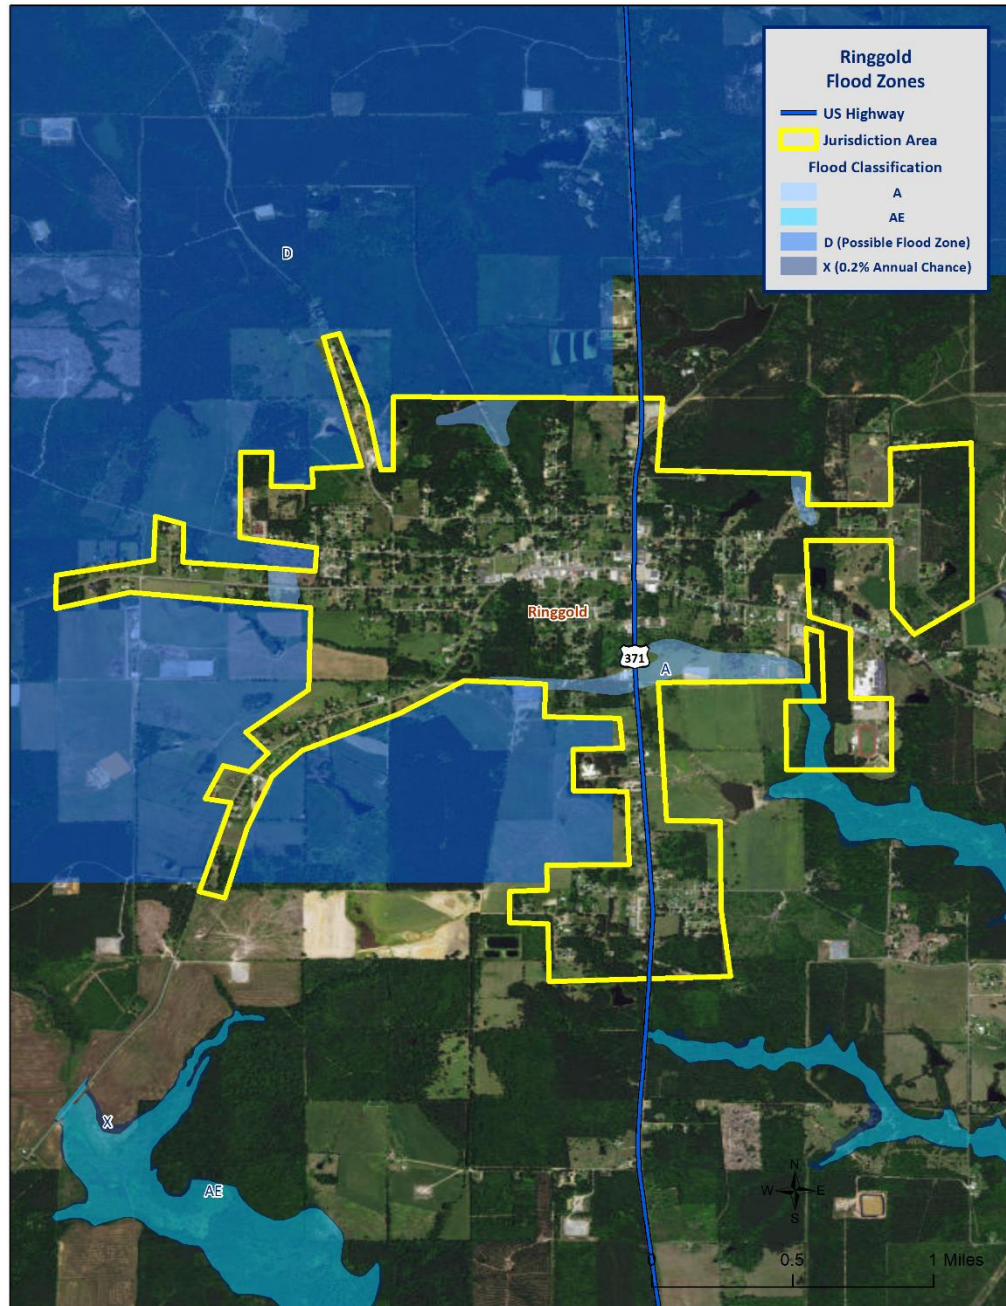 Ringgold
Flood Zones
US Highway
Jurisdiction Area
Flood Classification
A
AE
D (Possible Flood Zone)
X (0.2% Annual Chance)
D
Ringgold
371
A
X
AE
N
W E
S
0 0.5 1 Miles